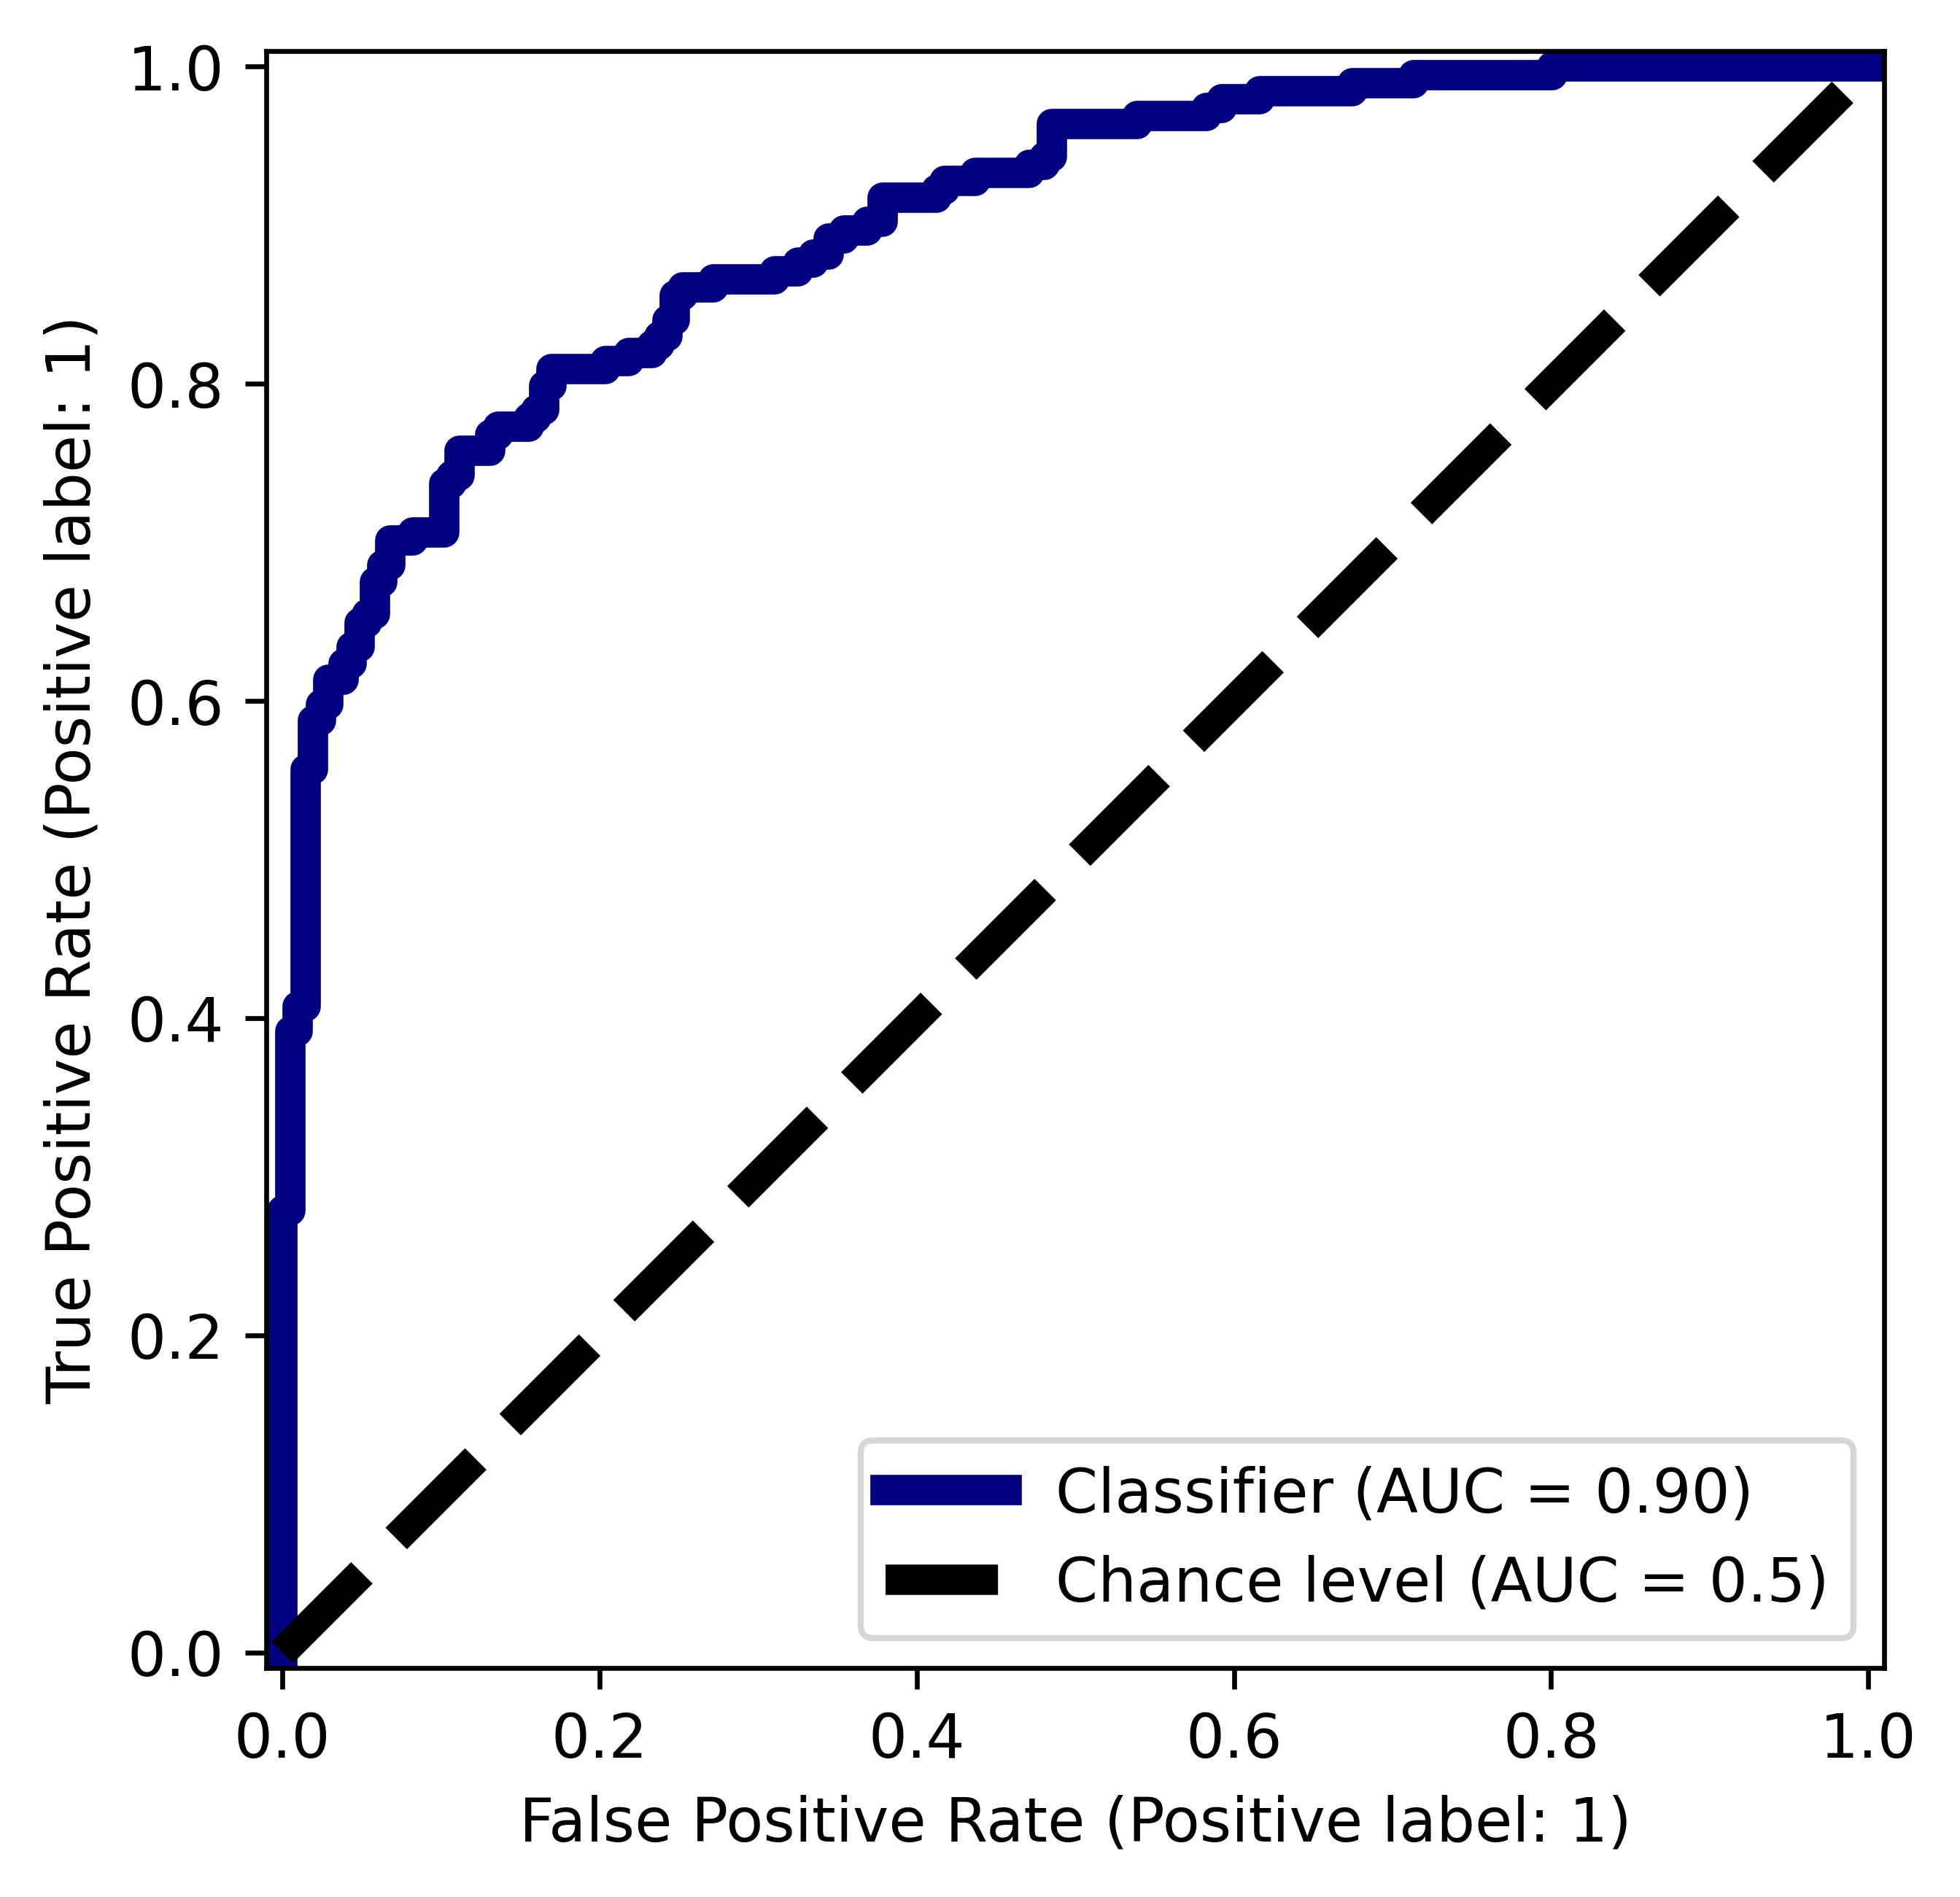 1.0
0.8
0.6
0.4
0.2
0.0
True Positive Rate (Positive label: 1)
Classifier (AUC = 0.90)
Chance level (AUC = 0.5)
0.0 0.2 0.4 0.6 0.8 1.0
False Positive Rate (Positive label: 1)